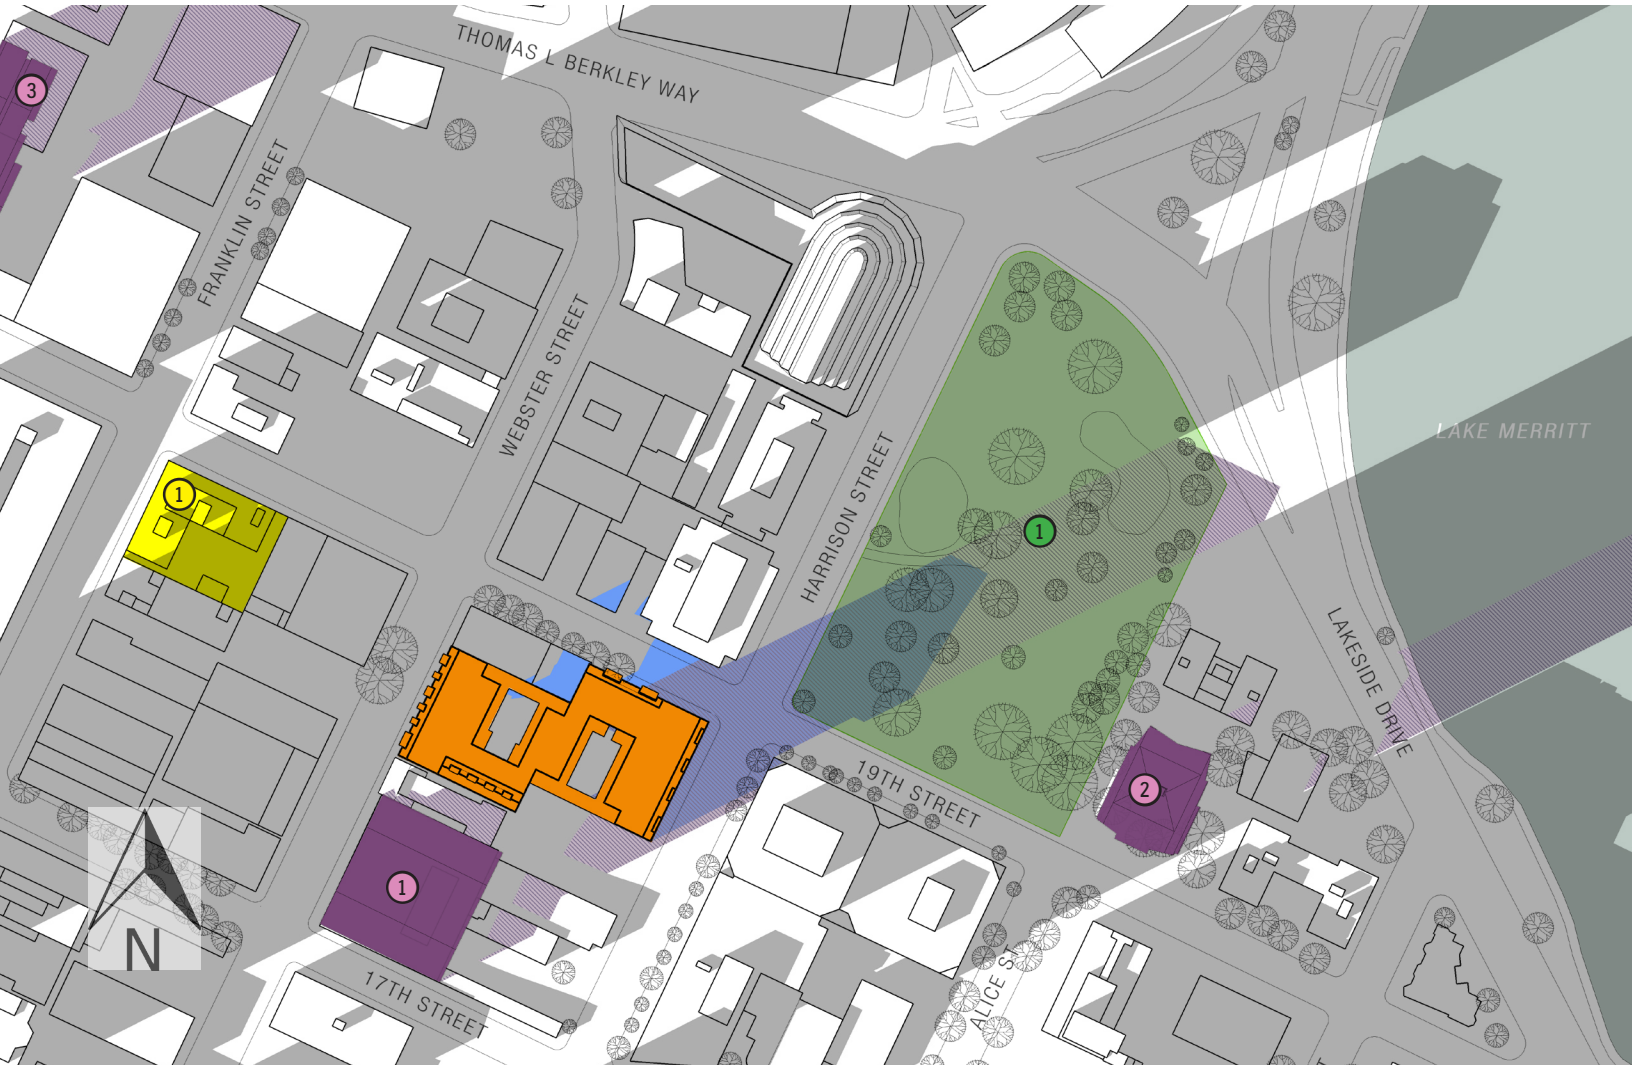 THOMAS L BERKLEY WAY
3
FRANKLIN STREET
WEBSTER STREET
HARRISON STREET
LAKE MERRITT
1
1
LAKESIDE DRIVE
19TH STREET
2
1
N
17TH STREET
ALICE ST